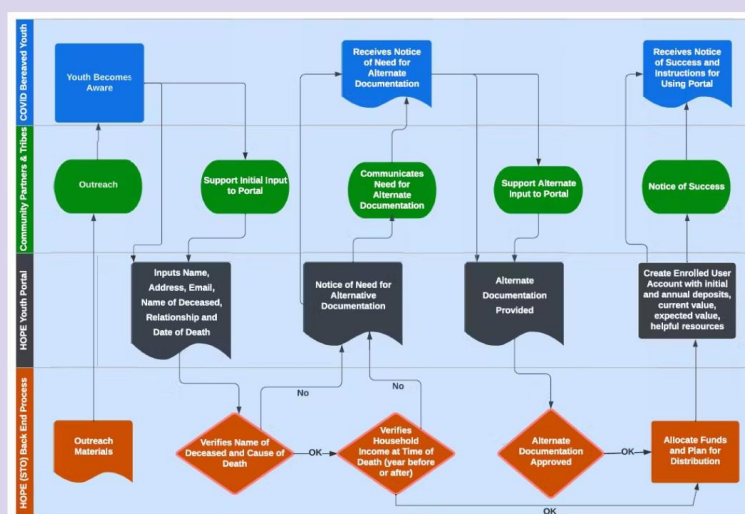 COVID Bereaved Youth
Youth Becomes
Aware
Receives Notice
of Need for
Alternate
Documentation
Receives Notice
of Success and
Instructions for
Using Portal
Community Partners & Tribes
Outreach
Support Initial Input
to Portal
Communicates
Need for
Alternate
Documentation
Support Alternate
Input to Portal
Notice of Success
HOPE Youth Portal
Inputs Name,
Address, Email,
Name of Deceased,
Relationship and
Date of Death
Notice of Need for
Alternative
Documentation
Alternate
Documentation
Provided
Create Enrolled User
Account with initial
and annual deposits,
current value,
expected value,
helpful resources
No
No
HOPE (STO) Back End Process
Outreach
Materials
Verifies Name of
Deceased and Cause of
Death
OK
Verifies
Household
Income at Time of
Death (year before
or after)
Alternate
Documentation
Approved
OK
Allocate Funds
and Plan for
Distribution
OK